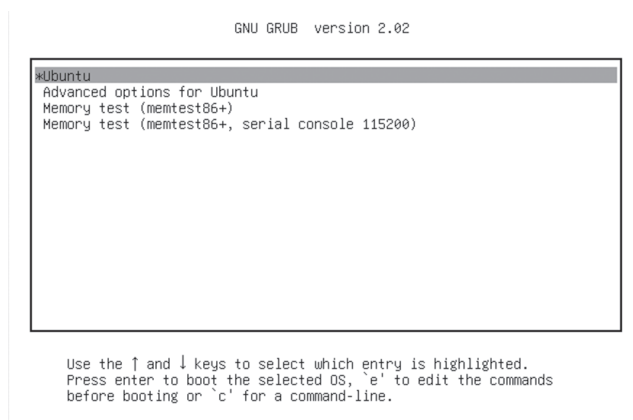 GNU GRUB version 2.02
*Ubuntu
Advanced options for Ubuntu
Memory test (memtest86+)
Memory test (memtest86+, serial console 115200)
Use the ↑ and ↓ keys to select which entry is highlighted.
Press enter to boot the selected OS, `e' to edit the commands
before booting or `c' for a command-line.